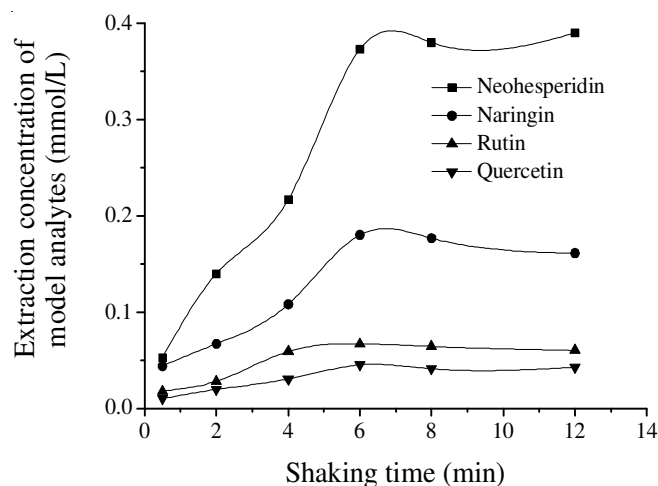 Extraction concentration of
model analytes (mmol/L)
0.4
0.3
0.2
0.1
0.0
Neohesperidin
Naringin
Rutin
Quercetin
0 2 4 6 8 10 12 14
Shaking time (min)